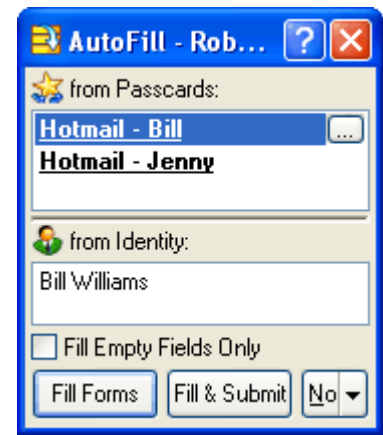 AutoFill - Rob...
from Passcards:
Hotmail - Bill
...
Hotmail - Jenny
from Identity:
Bill Williams
Fill Empty Fields Only
Fill Forms Fill & Submit No